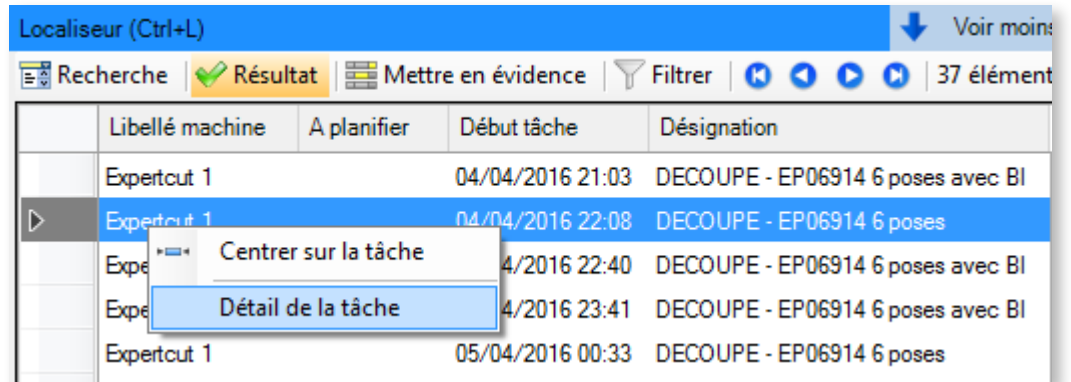 Localiseur (Ctrl+L) Voir moins
Recherche Résultat Mettre en évidence Filtrer 37 élément
Libellé machine A planifier Début tâche Désignation
Expertcut 1 04/04/2016 21:03 DECOUPE - EP06914 6 poses avec BI
Expertcut 1 04/04/2016 22:08 DECOUPE - EP06914 6 poses
Centrer sur la tâche
Expe 4/2016 22:40 DECOUPE - EP06914 6 poses avec BI
Expe 4/2016 23:41 DECOUPE - EP06914 6 poses avec BI
Détail de la tâche
Expertcut 1 05/04/2016 00:33 DECOUPE - EP06914 6 poses